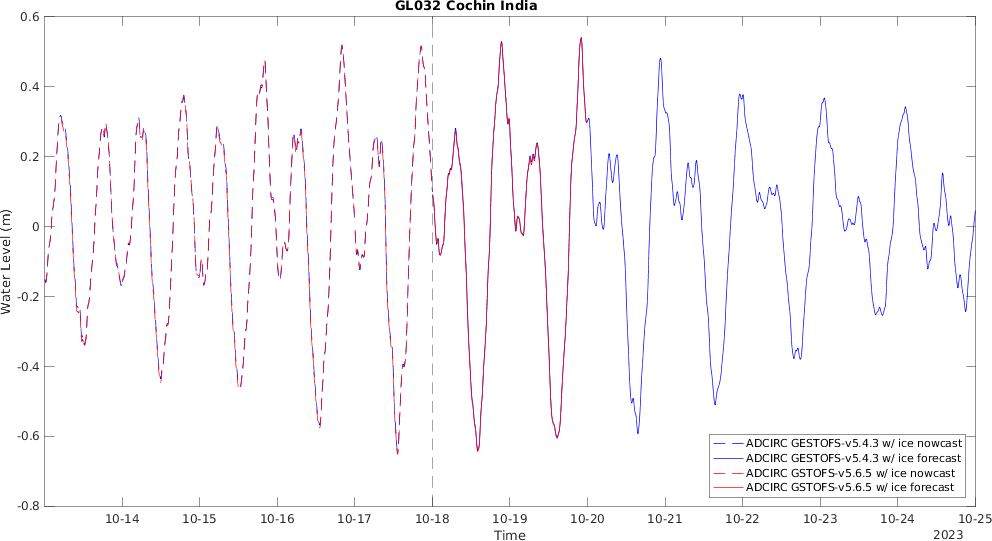 GL032 Cochin India
0.6
0.4
0.2
0
-0.2
-0.4
-0.6
-0.8
Water Level (m)
ADCIRC GESTOFS-v5.4.3 w/ ice nowcast
ADCIRC GESTOFS-v5.4.3 w/ ice forecast
ADCIRC GSTOFS-v5.6.5 w/ ice nowcast
ADCIRC GSTOFS-v5.6.5 w/ ice forecast
10-14 10-15 10-16 10-17 10-18 10-19 10-20 10-21 10-22 10-23 10-24 10-25
Time
2023